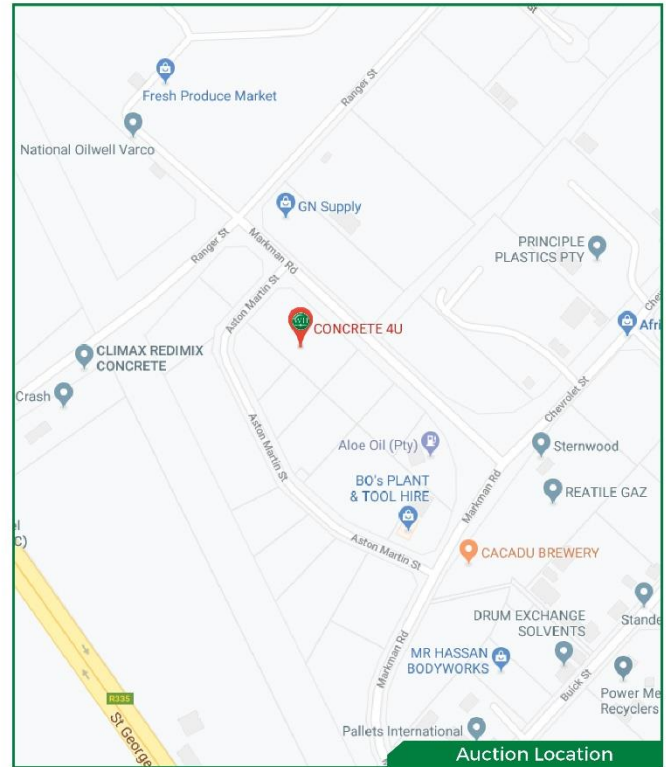 St
Fresh Produce Market
Ranger St
National Oilwell Varco
GN Supply
Ranger St
Markman Rd
PRINCIPLE
PLASTICS PTY
Aston Martin St
CONCRETE 4U
Afri
CLIMAX REDIMIX
CONCRETE
Crash
Chevrolet St
Aston Martin St
Aloe Oil (Pty)
Sternwood
BO's PLANT
& TOOL HIRE
Markman Rd
REATILE GAZ
C)
Aston Martin St
CACADU BREWERY
DRUM EXCHANGE
SOLVENTS
Stande
MR HASSAN
BODYWORKS
Markman Rd
Buick St
Power Me
Recyclers
R335
St George
Pallets International
Auction Location